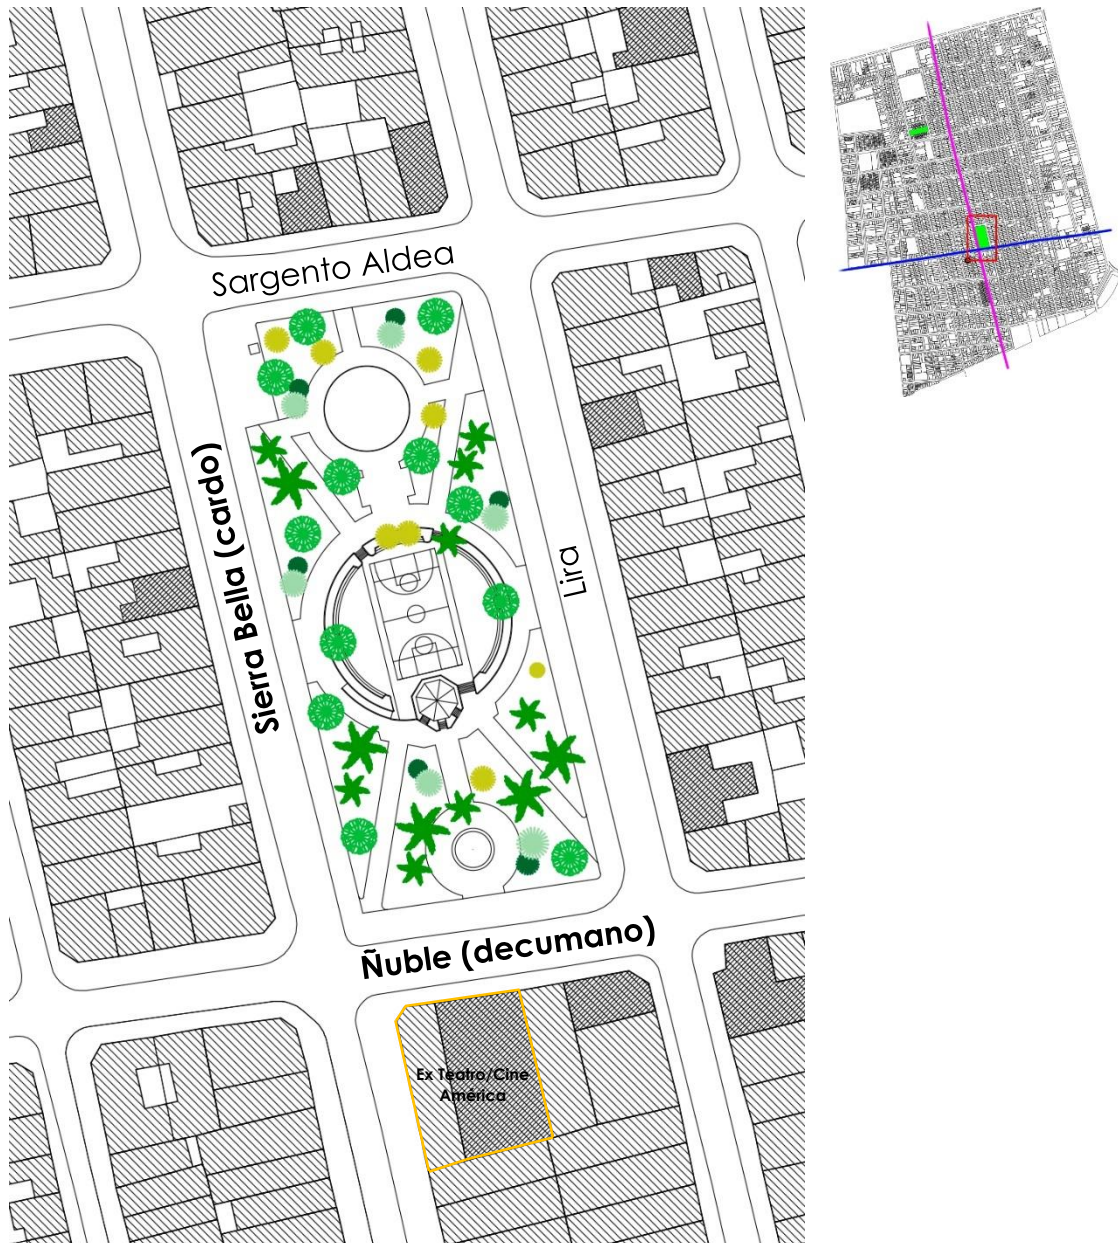 Sargento Aldea
Sierra Bella (cardo)
Lira
Ñuble (decumano)
Ex Teatro/Cine
América